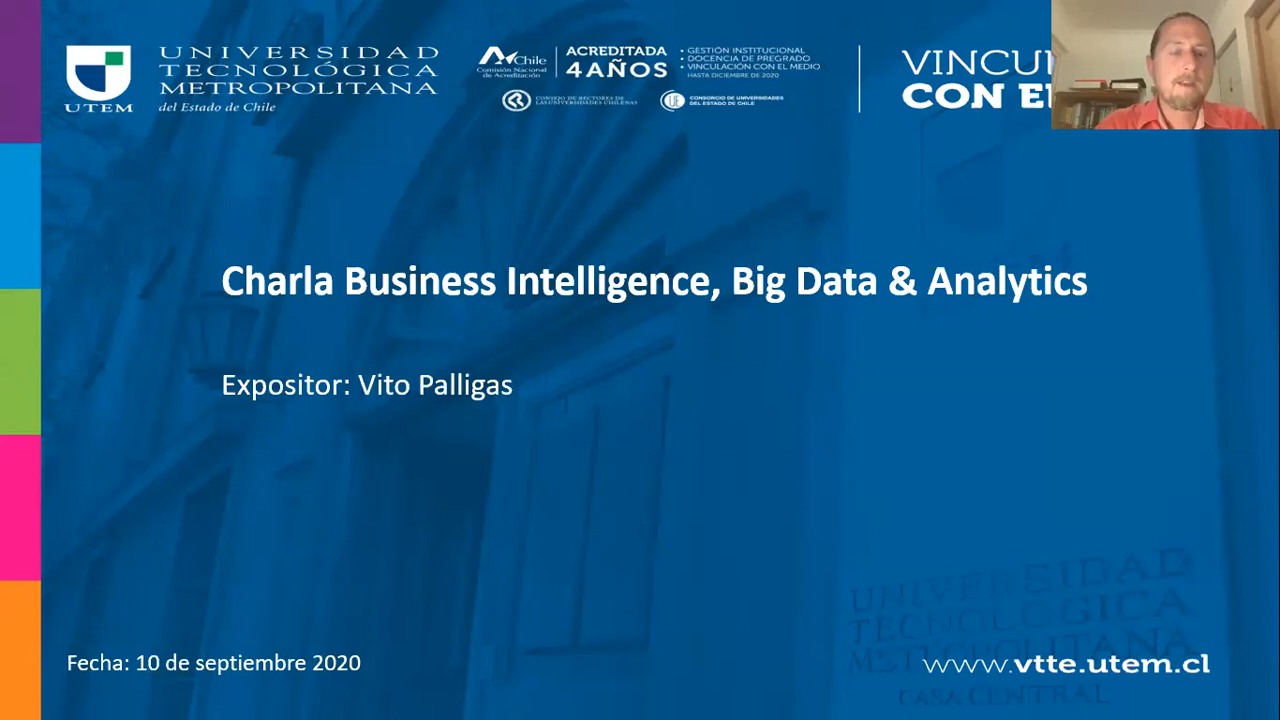 UTEM
UNIVERSIDAD
TECNOLÓGICA
METROPOLITANA
del Estado de Chile
Chile
Comisión Nacional
de Acreditación
ACREDITADA
4 AÑOS
• GESTIÓN INSTITUCIONAL
• DOCENCIA DE PREGRADO
• VINCULACIÓN CON EL MEDIO
HASTA DICIEMBRE DE 2020
CONSEJO DE RECTORES DE
LAS UNIVERSIDADES CHILENAS
CONSORCIO DE UNIVERSIDADES
DEL ESTADO DE CHILE
CON
Charla Business Intelligence, Big Data & Analytics
Expositor: Vito Palligas
UNIVERSIDAD
TECNOLOGICA
METROPOLITANA
CASA CENTRAL
Fecha: 10 de septiembre 2020
www.vtte.utem.cl